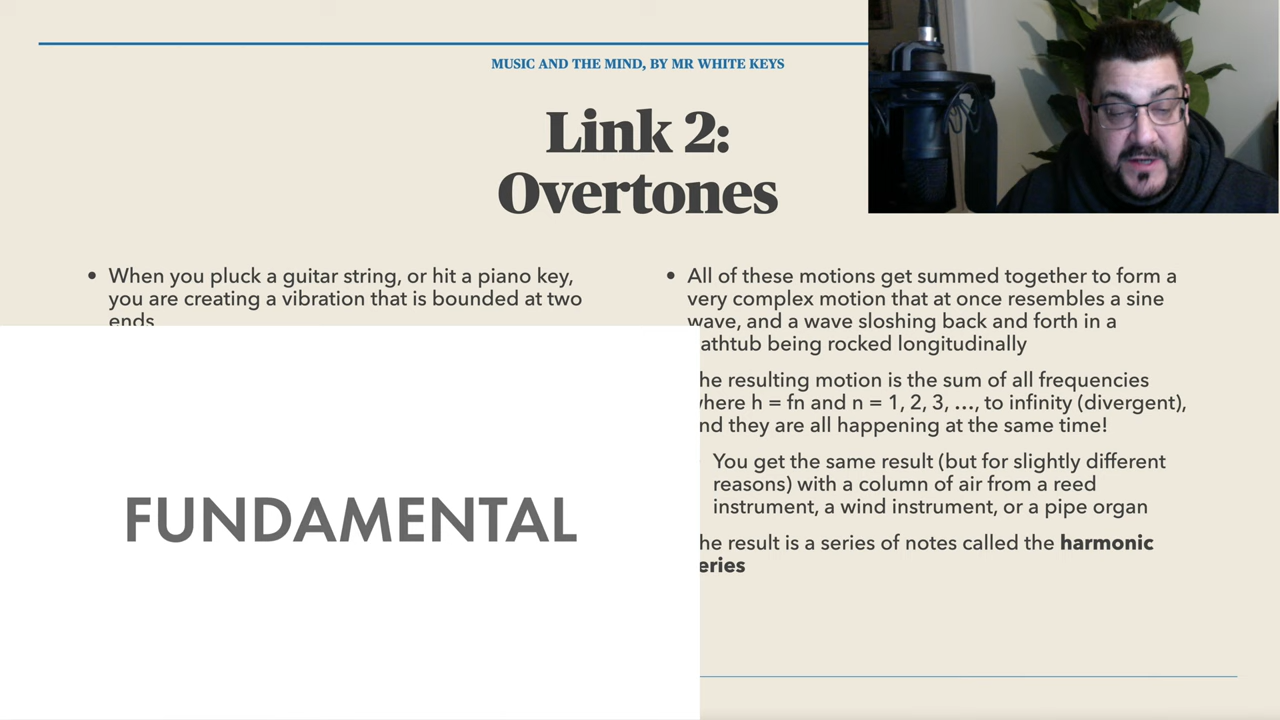 MUSIC AND THE MIND, BY MR WHITE KEYS
Link 2:
Overtones
• When you pluck a guitar string, or hit a piano key,
you are creating a vibration that is bounded at two
ends
FUNDAMENTAL
• All of these motions get summed together to form a
very complex motion that at once resembles a sine
wave, and a wave sloshing back and forth in a
athtub being rocked longitudinally
he resulting motion is the sum of all frequencies
where h = fn and n = 1, 2, 3, …, to infinity (divergent),
nd they are all happening at the same time!
You get the same result (but for slightly different
reasons) with a column of air from a reed
instrument, a wind instrument, or a pipe organ
he result is a series of notes called the harmonic
eries